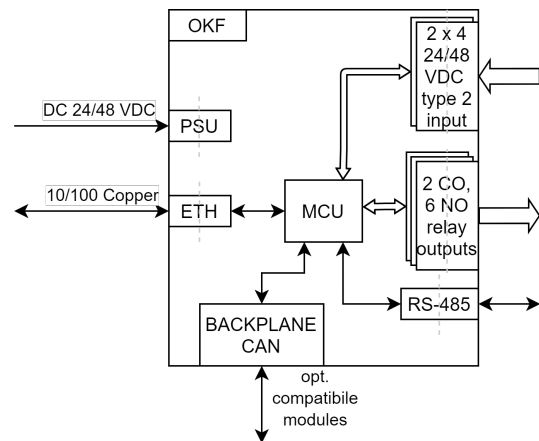 OKF
2 x 4
24/48
VDC
type 2
input
DC 24/48 VDC
PSU
10/100 Copper
ETH
MCU
2 CO,
6 NO
relay
outputs
RS-485
BACKPLANE
CAN
opt.
compatibile
modules